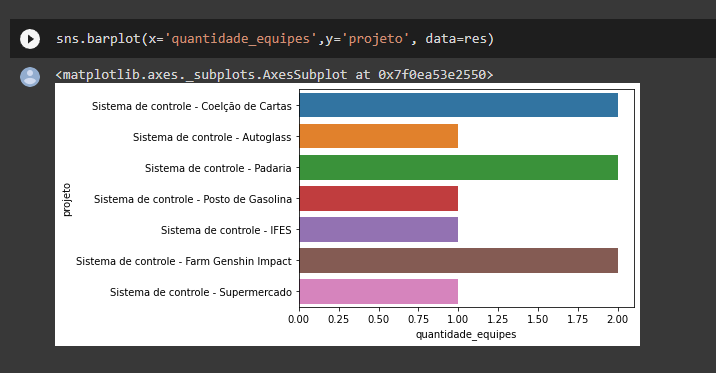 sns.barplot(x='quantidade_equipes',y='projeto', data=res)
<matplotlib.axes._subplots.AxesSubplot at 0x7f0ea53e2550>
Sistema de controle - Coelção de Cartas
Sistema de controle - Autoglass
Sistema de controle - Padaria
Sistema de controle - Posto de Gasolina
Sistema de controle - IFES
Sistema de controle - Farm Genshin Impact
Sistema de controle - Supermercado
projeto
0.00 0.25 0.50 0.75 1.00 1.25 1.50 1.75 2.00
quantidade_equipes